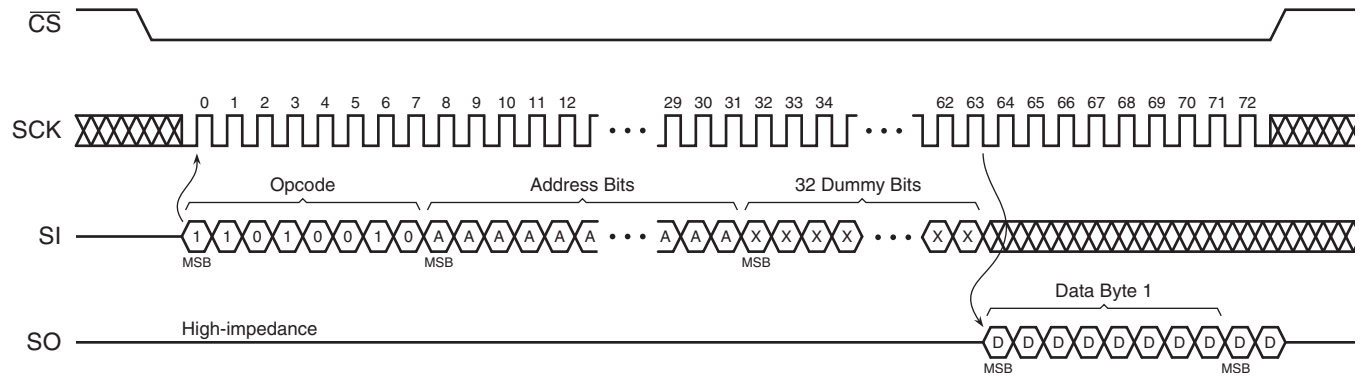 CS
0 1 2 3 4 5 6 7 8 9 10 11 12 29 30 31 32 33 34 62 63 64 65 66 67 68 69 70 71 72
SCK
Opcode Address Bits 32 Dummy Bits
SI 1 1 0 1 0 0 1 0 A A A A A A A A A X X X X X X
MSB MSB MSB
Data Byte 1
High-impedance
SO D D D D D D D D D D
MSB MSB